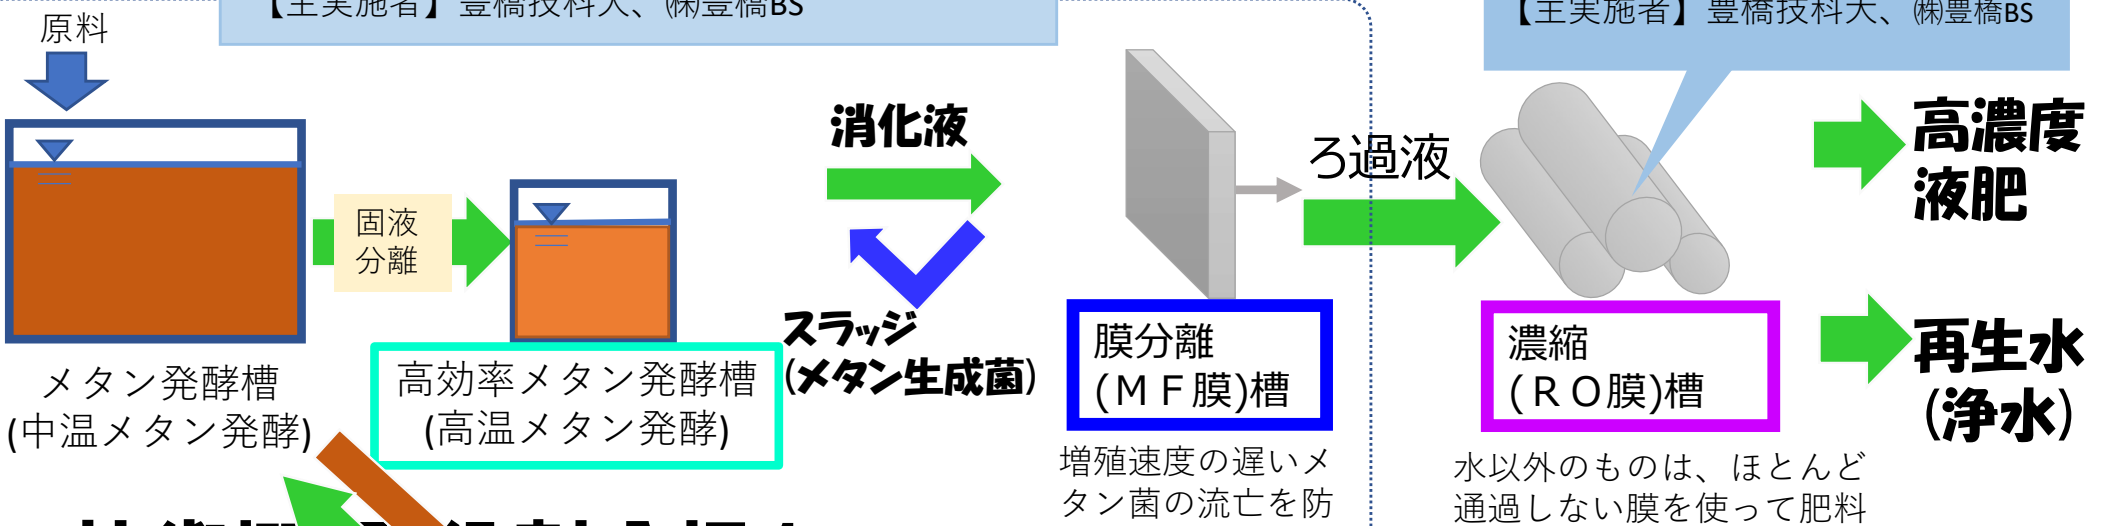 【主実施者】豊橋技科大、㈱豊橋BS
【主実施者】豊橋技科大、㈱豊橋BS
原料
消化液
ろ過液
高濃度
液肥
固液
分離
スラッジ
(メタン生成菌)
膜分離
(ＭＦ膜)槽
濃縮
(ＲＯ膜)槽
再生水
(浄水)
メタン発酵槽
(中温メタン発酵)
高効率メタン発酵槽
(高温メタン発酵)
増殖速度の遅いメ
タン菌の流亡を防
水以外のものは、ほとんど
通過しない膜を使って肥料